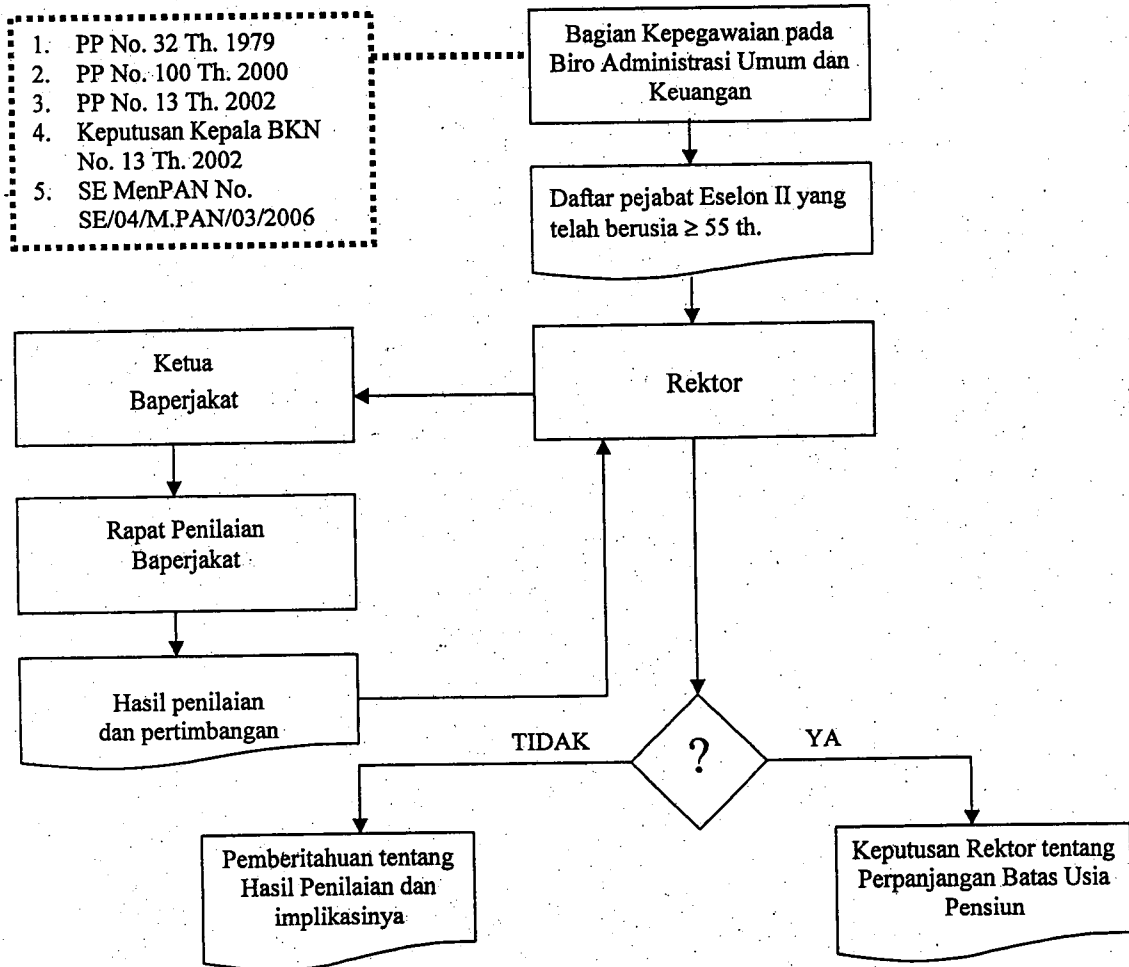 1. PP No. 32 Th. 1979
2. PP No. 100 Th. 2000
3. PP No. 13 Th. 2002
4. Keputusan Kepala BKN
No. 13 Th. 2002
5. SE MenPAN No.
SE/04/M.PAN/03/2006
Bagian Kepegawaian pada
Biro Administrasi Umum dan
Keuangan
Daftar pejabat Eselon II yang
telah berusia ≥ 55 th.
Rektor
Ketua
Baperjakat
Rapat Penilaian
Baperjakat
Hasil penilaian
dan pertimbangan
?
TIDAK
YA
Pemberitahuan tentang
Hasil Penilaian dan
implikasinya
Keputusan Rektor tentang
Perpanjangan Batas Usia
Pensiun